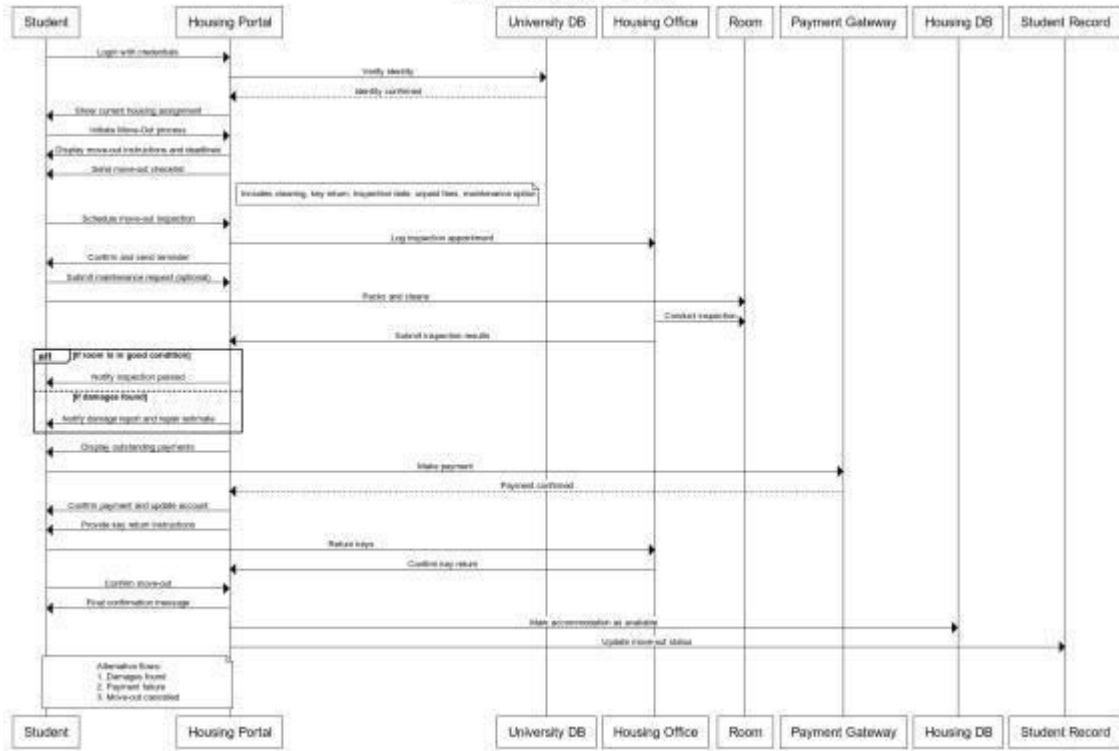 Student Housing Portal University DB Housing Office Room Payment Gateway Housing DB Student Record
Login with credentials
Verify identity
Identity confirmed
Show current housing assignment
Initiate Move-Out process
Display move-out instructions and deadlines
Send move-out checklist
Includes cleaning, key return, inspection date, unpaid fees, maintenance option
Schedule move-out inspection
Log inspection appointment
Confirm and send reminder
Submit maintenance request (optional)
Packs and cleans
Conduct inspection
Submit inspection results
alt [If room is in good condition]
Notify inspection passed
[If damages found]
Notify damage report and repair estimate
Display outstanding payments
Make payment
Payment confirmed
Confirm payment and update account
Provide key return instructions
Return keys
Confirm key return
Confirm move-out
Final confirmation message
Mark accommodation as available
Update move-out status
Alternative flows:
1. Damages found
2. Payment failure
3. Move-out cancelled
Student Housing Portal University DB Housing Office Room Payment Gateway Housing DB Student Record